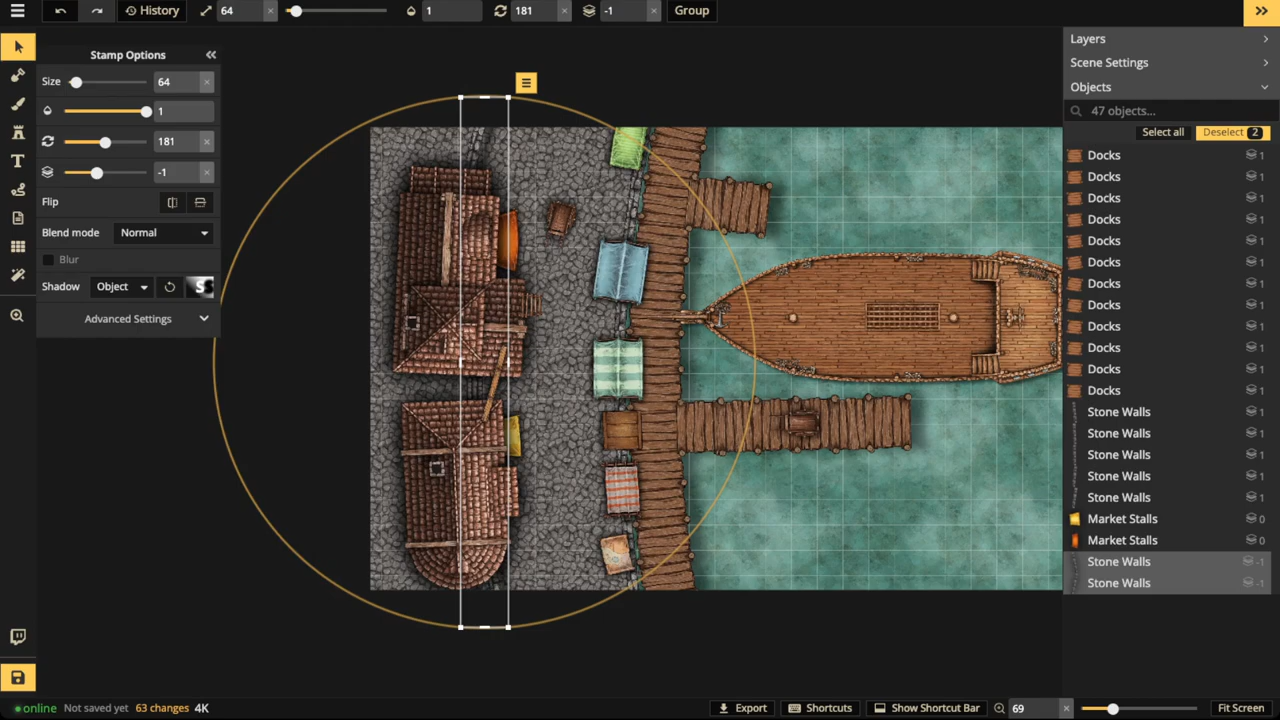 History
64
1
181
-1
Group
Stamp Options
Size
64
1
181
-1
Flip
Blend mode
Normal
Blur
Shadow
Object
Advanced Settings
Layers
Scene Settings
Objects
47 objects...
Select all
Deselect 2
Docks 1
Docks 1
Docks 1
Docks 1
Docks 1
Docks 1
Docks 1
Docks 1
Docks 1
Docks 1
Docks 1
Docks 1
Stone Walls 1
Stone Walls 1
Stone Walls 1
Stone Walls 1
Stone Walls 1
Market Stalls 0
Market Stalls 0
Stone Walls -1
Stone Walls -1
online Not saved yet 63 changes 4K
Export
Shortcuts
Show Shortcut Bar
69
Fit Screen